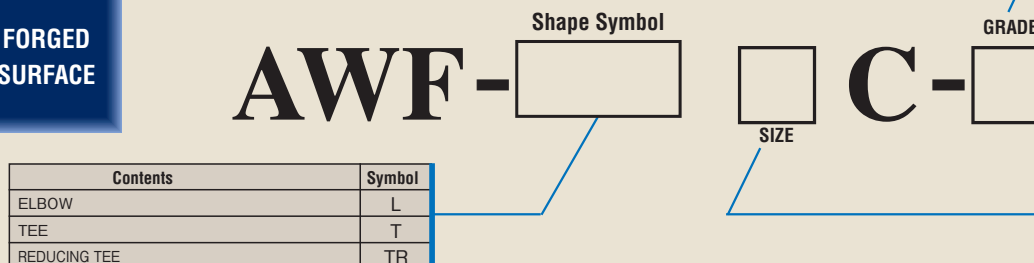 FORGED
SURFACE
Shape Symbol
GRADE
AWF-
C-
SIZE
Contents Symbol
ELBOW L
TEE T
REDUCING TEE TR